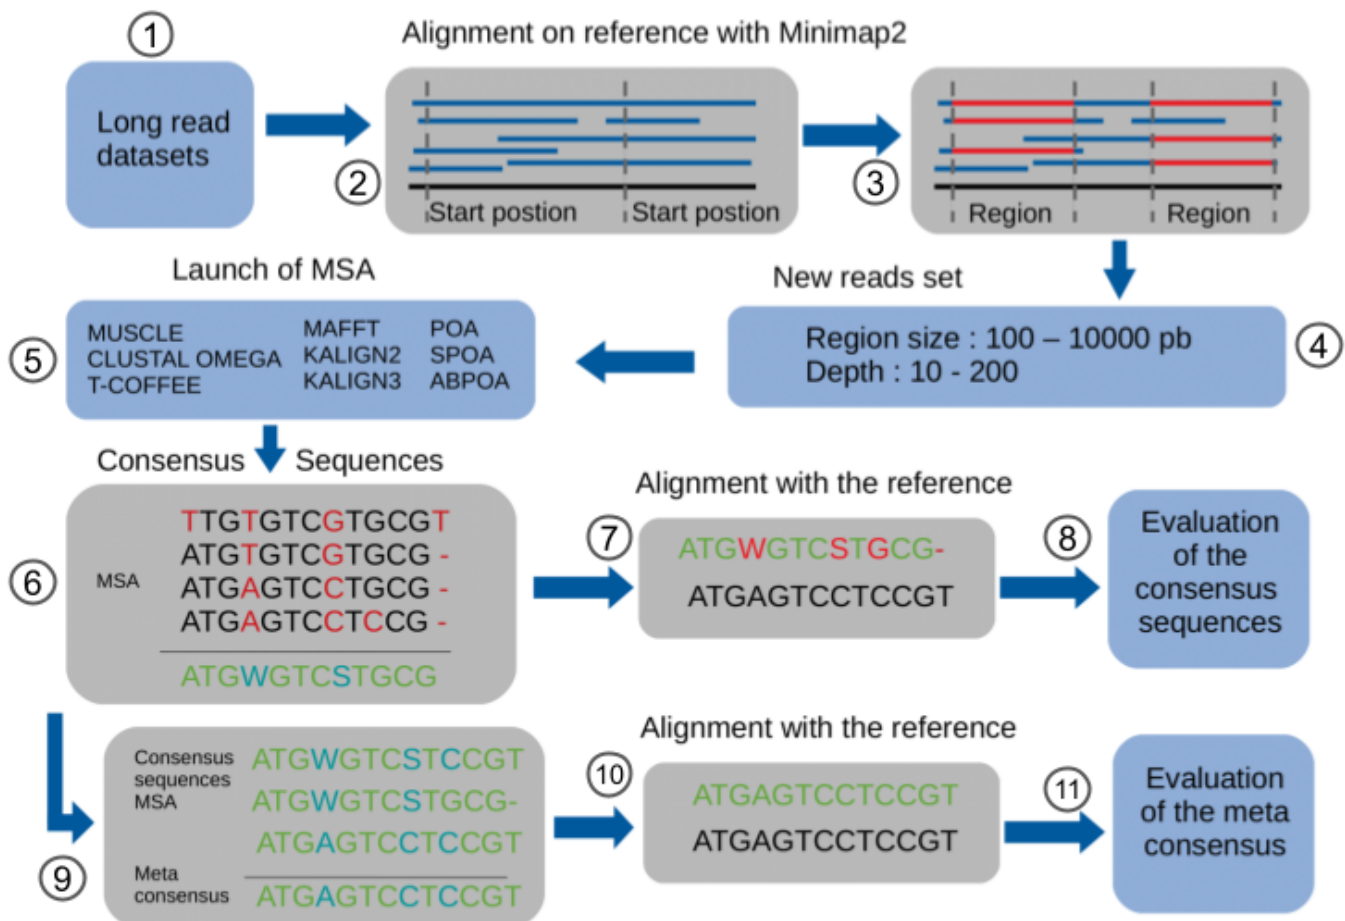 1
Alignment on reference with Minimap2
Long read
datasets
2
Start postion
Start postion
3
Region
Region
Launch of MSA
New reads set
5
MUSCLE
CLUSTAL OMEGA
T-COFFEE
MAFFT
KALIGN2
KALIGN3
POA
SPOA
ABPOA
Region size : 100 – 10000 pb
Depth : 10 - 200
4
Consensus
Sequences
6
MSA
TTGTGTCGTGCGT
ATGTGTCGTGCG -
ATGAGTCCTGCG -
ATGAGTCCTCCG -
ATGWGTCSTGCG
Alignment with the reference
7
ATGWGTCSTGCG-
ATGAGTCCTCCGT
8
Evaluation
of the
consensus
sequences
9
Consensus
sequences
MSA
ATGWGTCSTCCGT
ATGWGTCSTGCG-
ATGAGTCCTCCGT
Meta
consensus
ATGAGTCCTCCGT
Alignment with the reference
10
ATGAGTCCTCCGT
ATGAGTCCTCCGT
11
Evaluation
of the meta
consensus